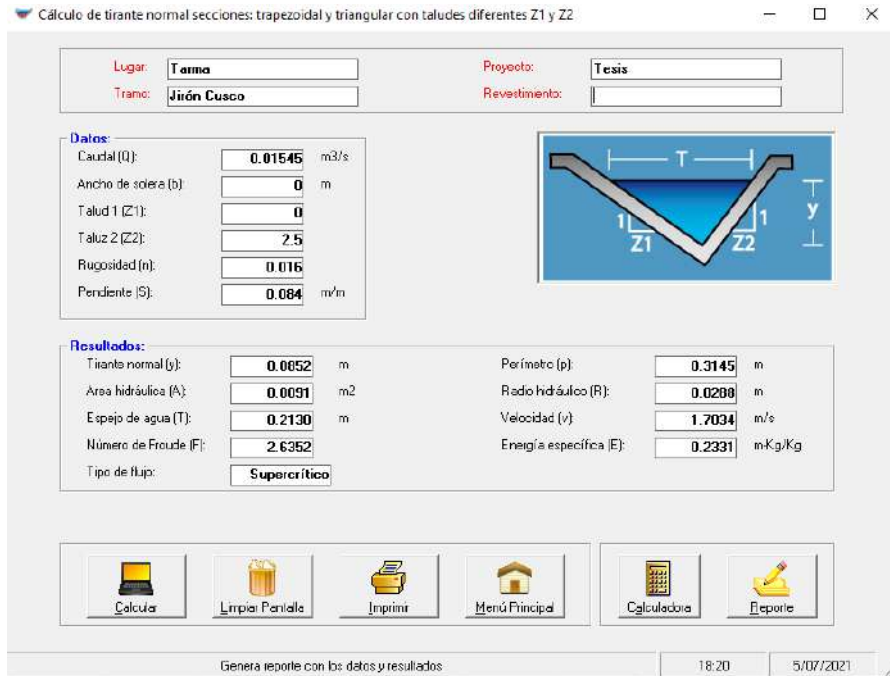 Cálculo de tirante normal secciones: trapezoidal y triangular con taludes diferentes Z1 y Z2
Lugar: Tarma
Proyecto: Tesis
Tramo: Jirón Cusco
Revestimiento:
Datos:
Caudal (Q): 0.01545 m3/s
Ancho de solera (b): 0 m
Talud 1 (Z1): 0
Taluz 2 (Z2): 2.5
Rugosidad (n): 0.016
Pendiente (S): 0.084 m/m
T
y
1
Z1
1
Z2
Resultados:
Tirante normal (y): 0.0852 m
Perímetro (p): 0.3145 m
Area hidráulica (A): 0.0091 m2
Radio hidráulico (R): 0.0288 m
Espejo de agua (T): 0.2130 m
Velocidad (v): 1.7034 m/s
Número de Froude (F): 2.6352
Energía específica (E): 0.2331 m-Kg/Kg
Tipo de flujo: Supercrítico
Calcular
Limpiar Pantalla
Imprimir
Menú Principal
Calculadora
Reporte
Genera reporte con los datos y resultados
18:20
5/07/2021